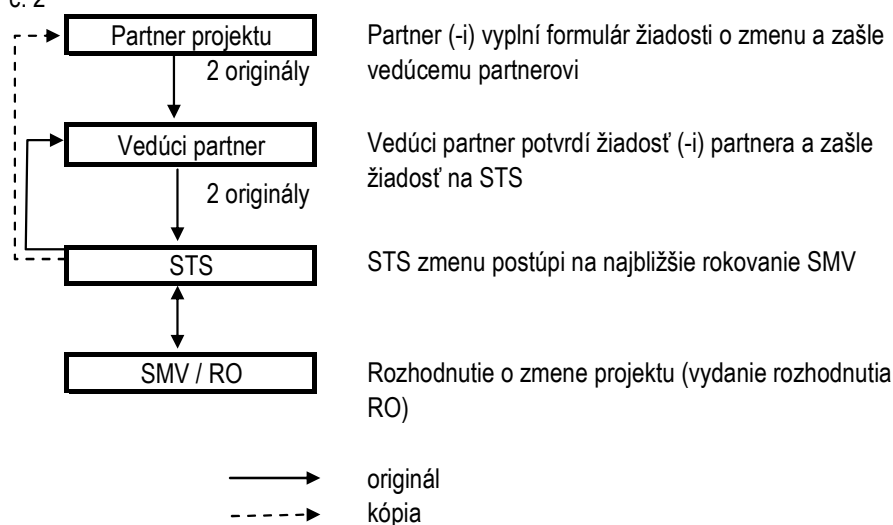 č. 2
Partner projektu
Partner (-i) vyplní formulár žiadosti o zmenu a zašle
vedúcemu partnerovi
2 originály
Vedúci partner
Vedúci partner potvrdí žiadosť (-i) partnera a zašle
žiadosť na STS
2 originály
STS
STS zmenu postúpi na najbližšie rokovanie SMV
SMV / RO
Rozhodnutie o zmene projektu (vydanie rozhodnutia
RO)
originál
kópia